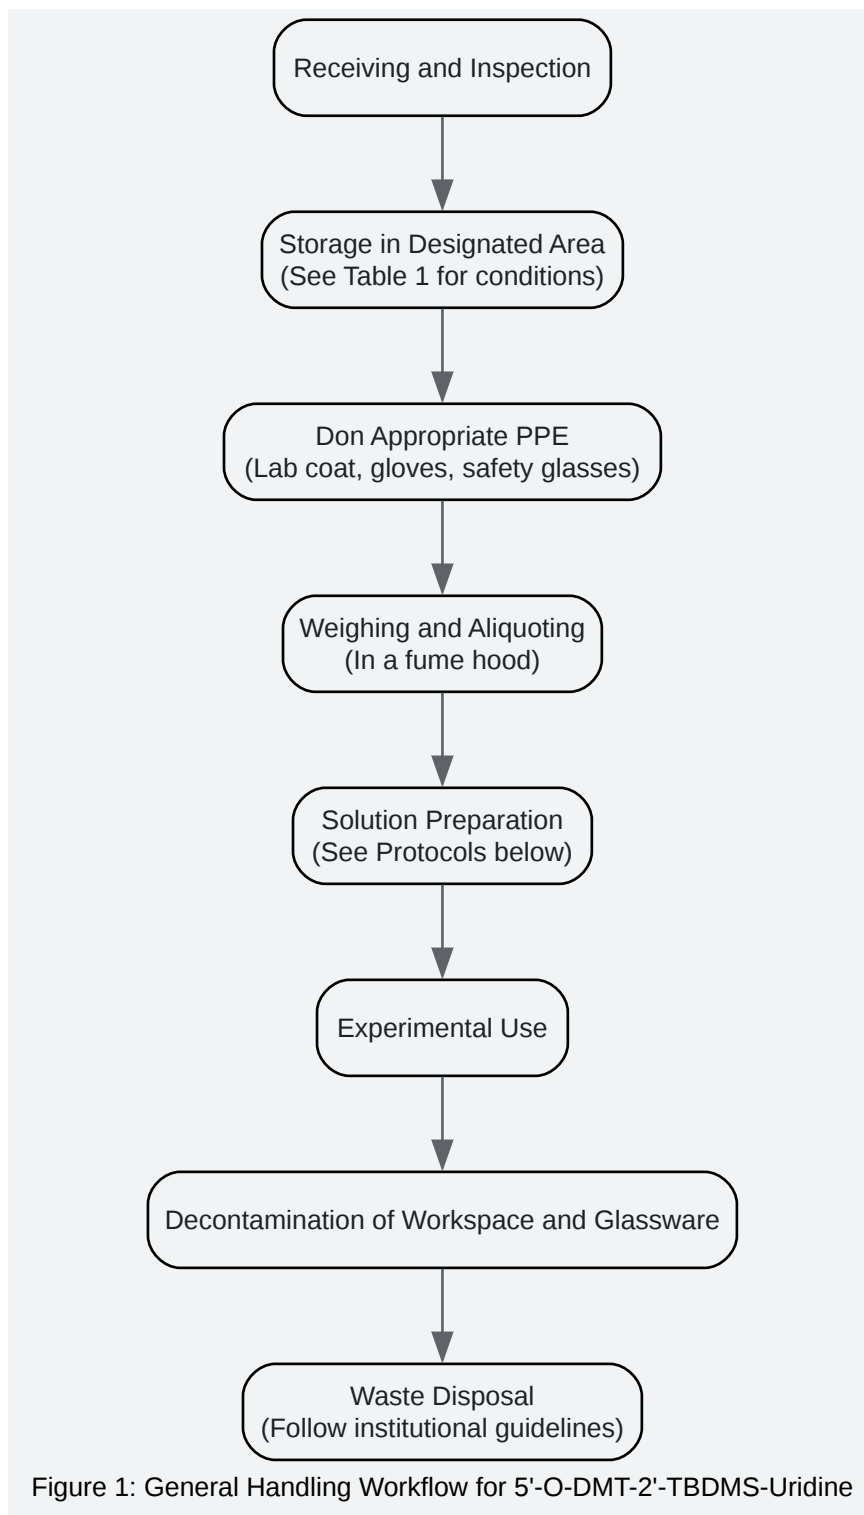 Receiving and Inspection
Storage in Designated Area
(See Table 1 for conditions)
Don Appropriate PPE
(Lab coat, gloves, safety glasses)
Weighing and Aliquoting
(In a fume hood)
Solution Preparation
(See Protocols below)
Experimental Use
Decontamination of Workspace and Glassware
Waste Disposal
(Follow institutional guidelines)
Figure 1: General Handling Workflow for 5'-O-DMT-2'-TBDMS-Uridine